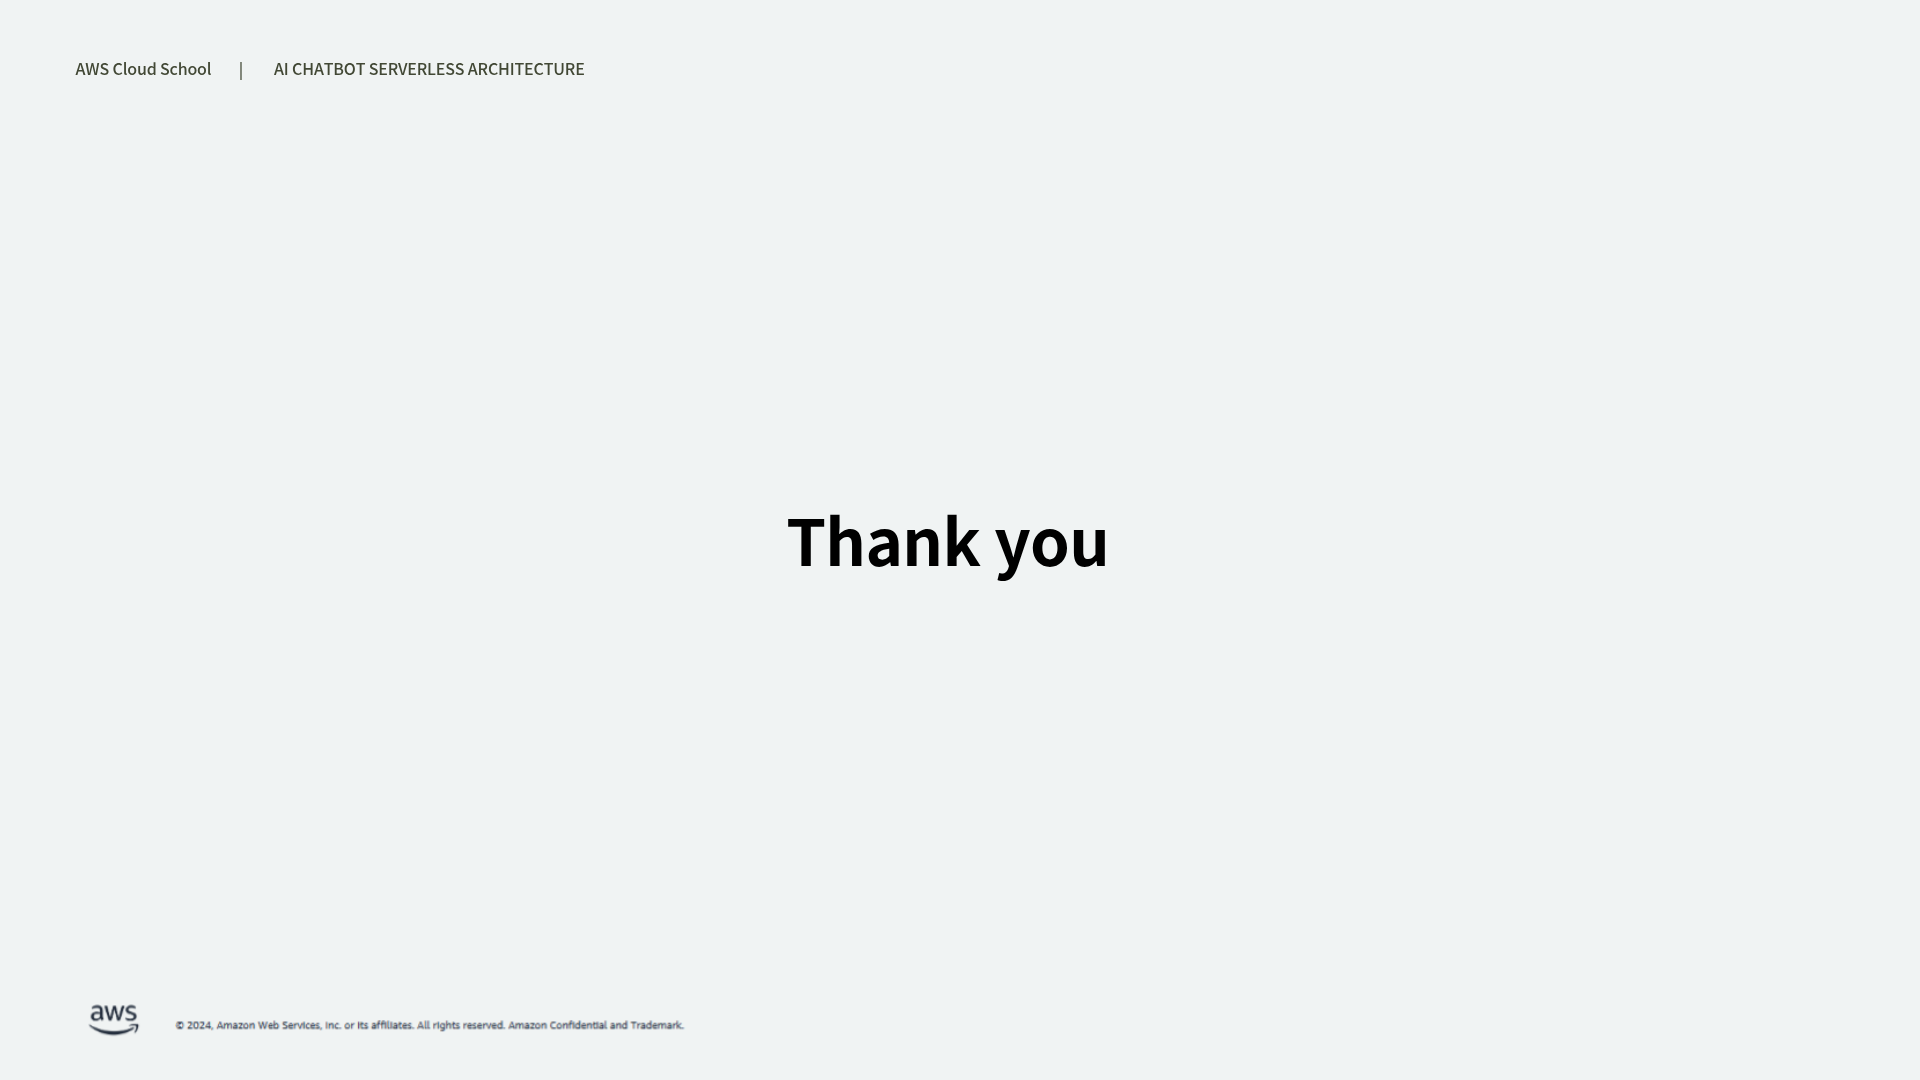 AWS Cloud School | AI CHATBOT SERVERLESS ARCHITECTURE
Thank you
aws
© 2024, Amazon Web Services, Inc. or its affiliates. All rights reserved. Amazon Confidential and Trademark.